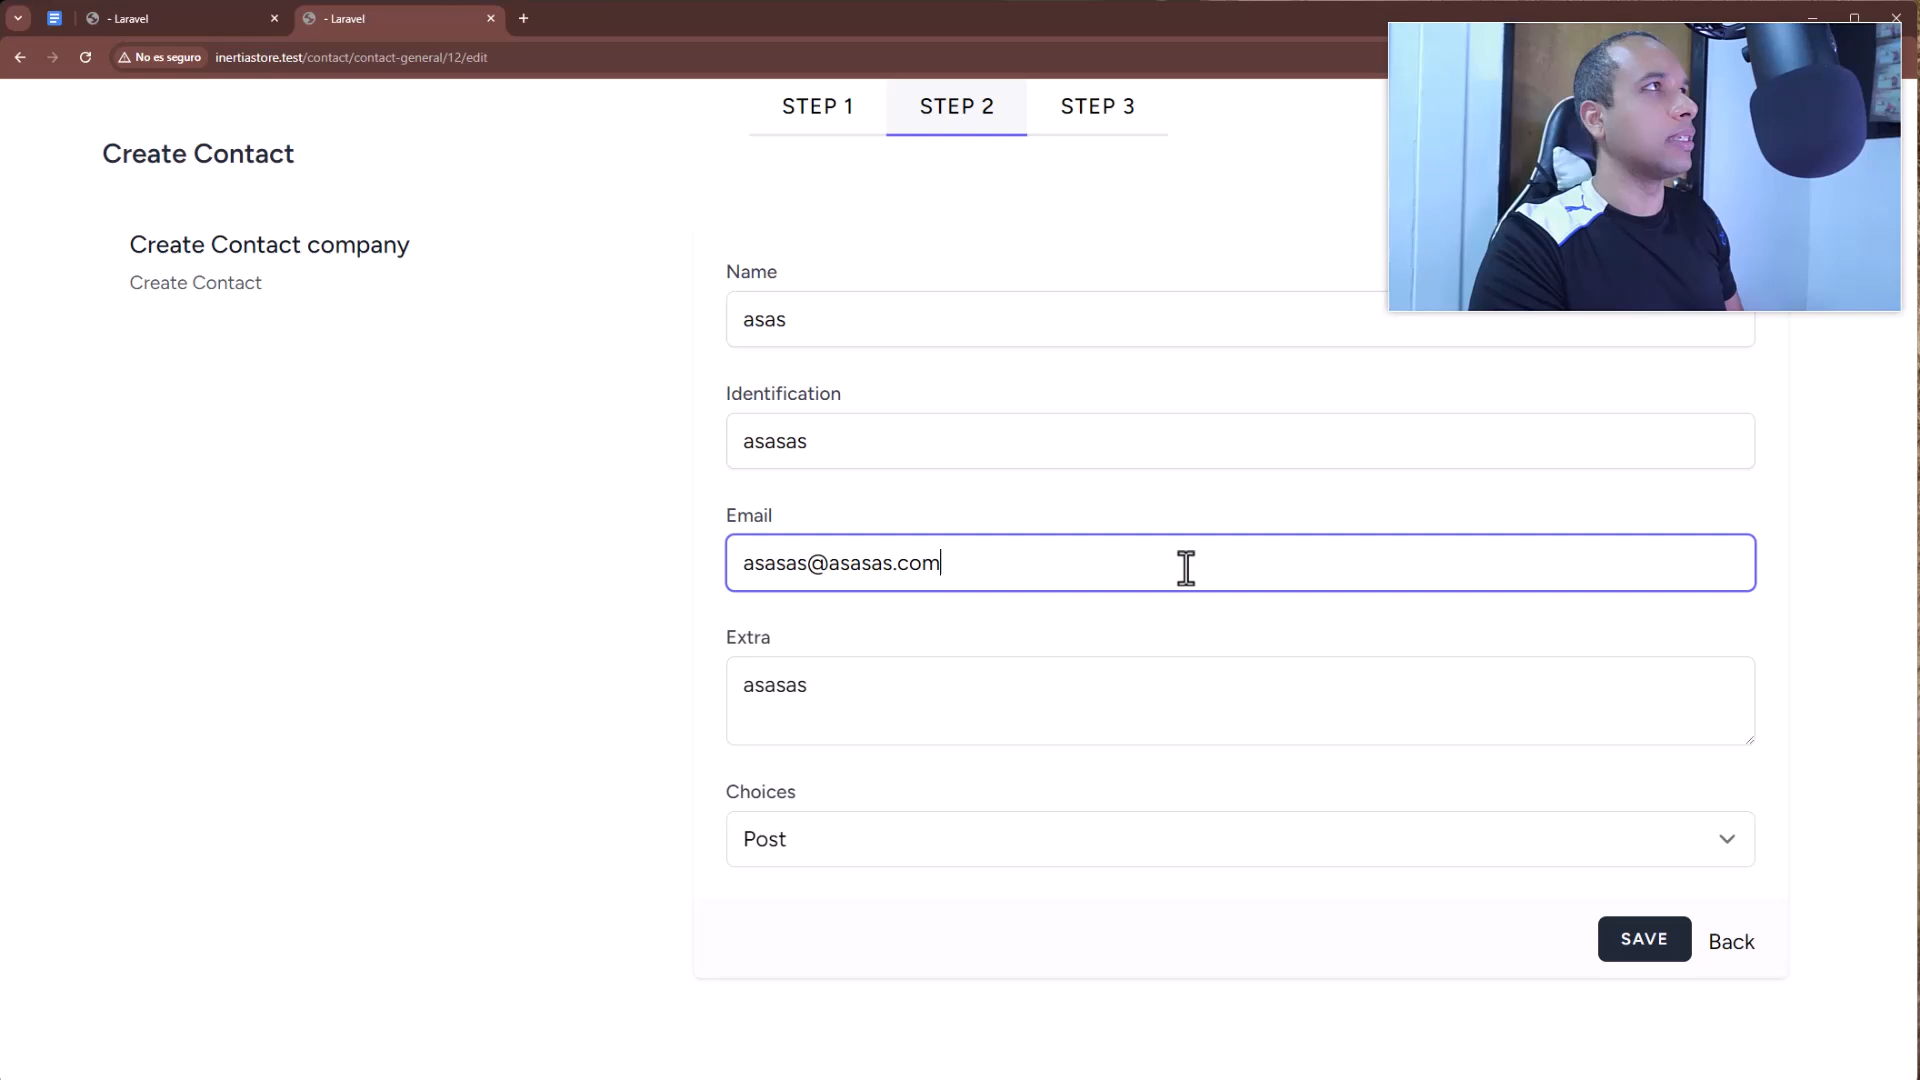 - Laravel
- Laravel
No es seguro
inertiastore.test/contact/contact-general/12/edit
STEP 1
STEP 2
STEP 3
Create Contact
Create Contact company
Create Contact
Name
asas
Identification
asasas
Email
asasas@asasas.com
Extra
asasas
Choices
Post
SAVE
Back